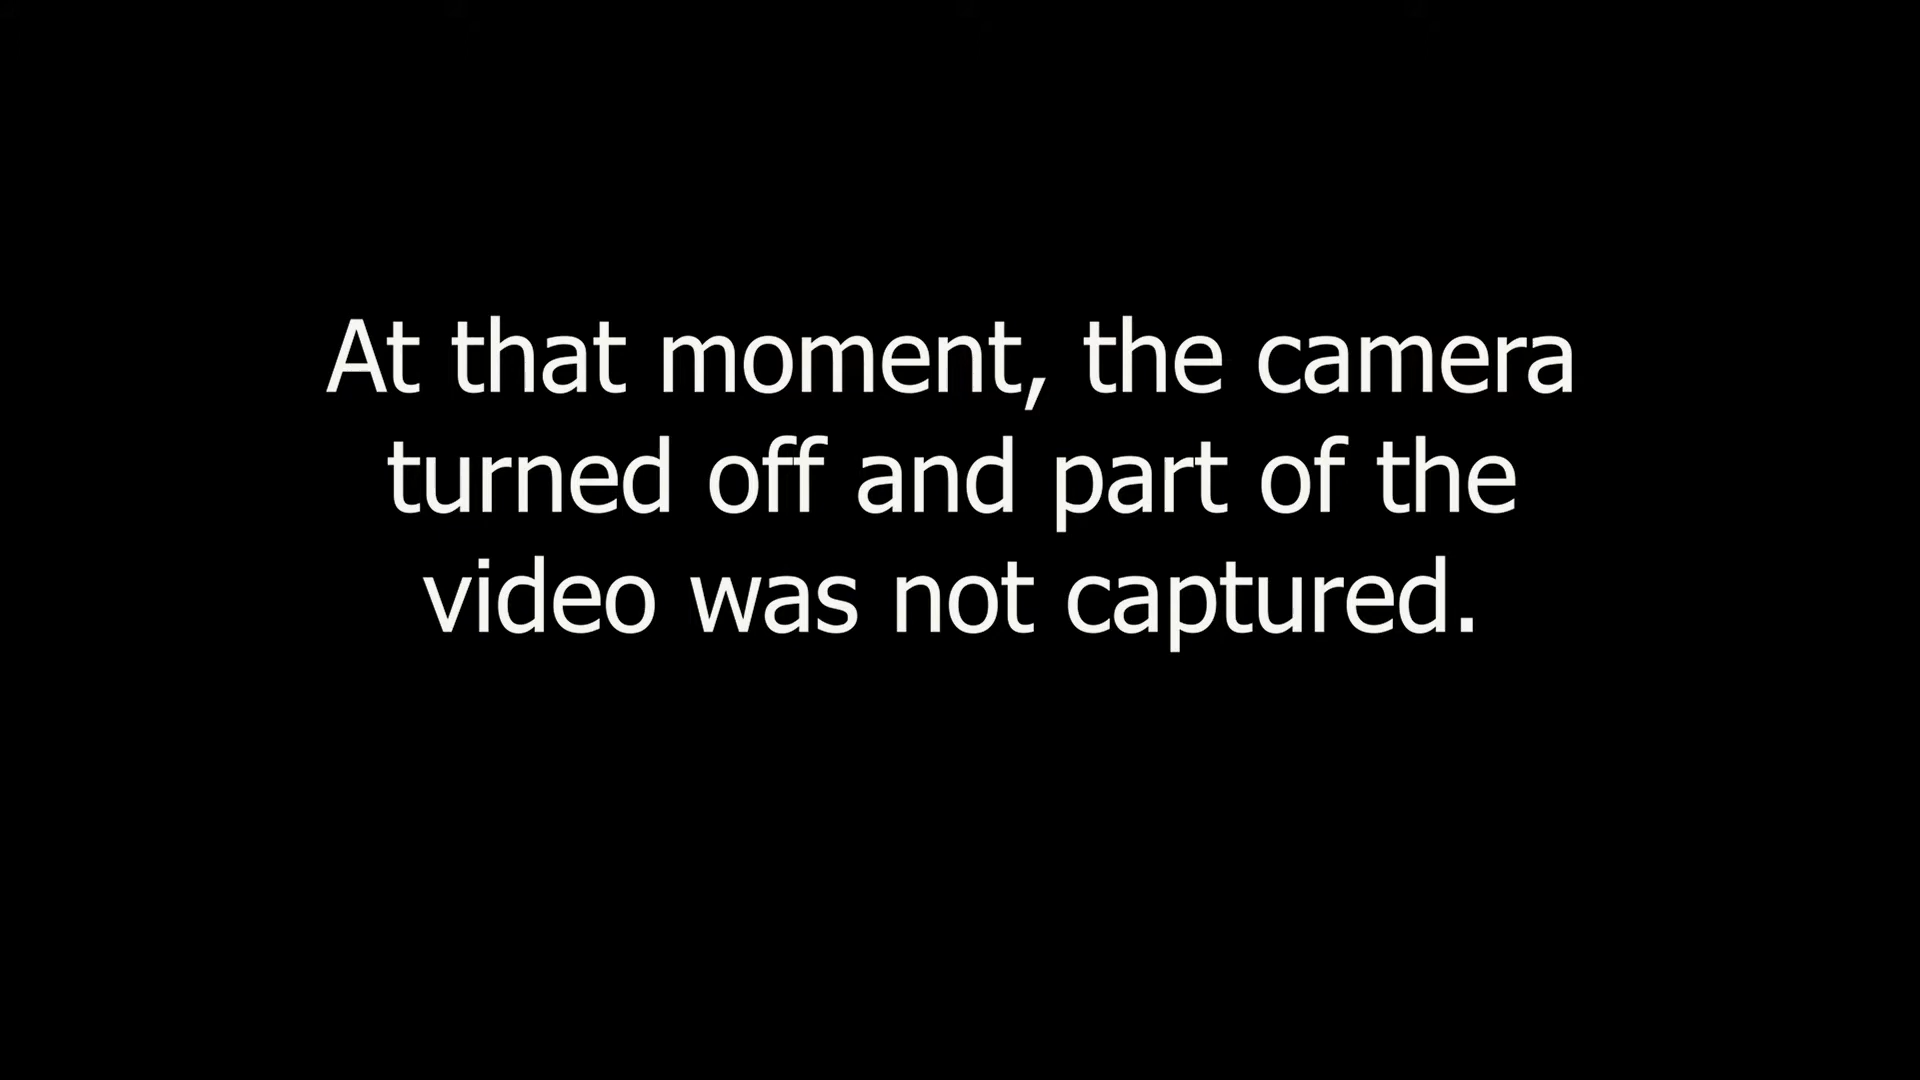 At that moment, the camera
turned off and part of the
video was not captured.